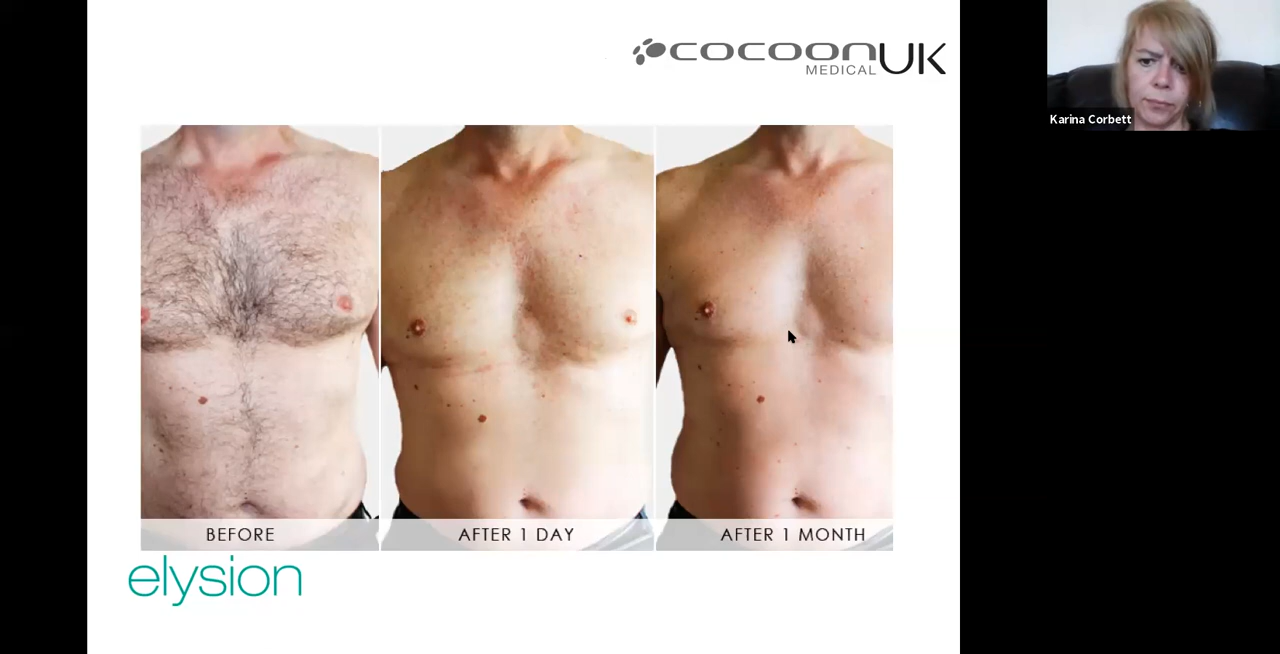 COCOON UK
MEDICAL
Karina Corbett
BEFORE
AFTER 1 DAY
AFTER 1 MONTH
elysion